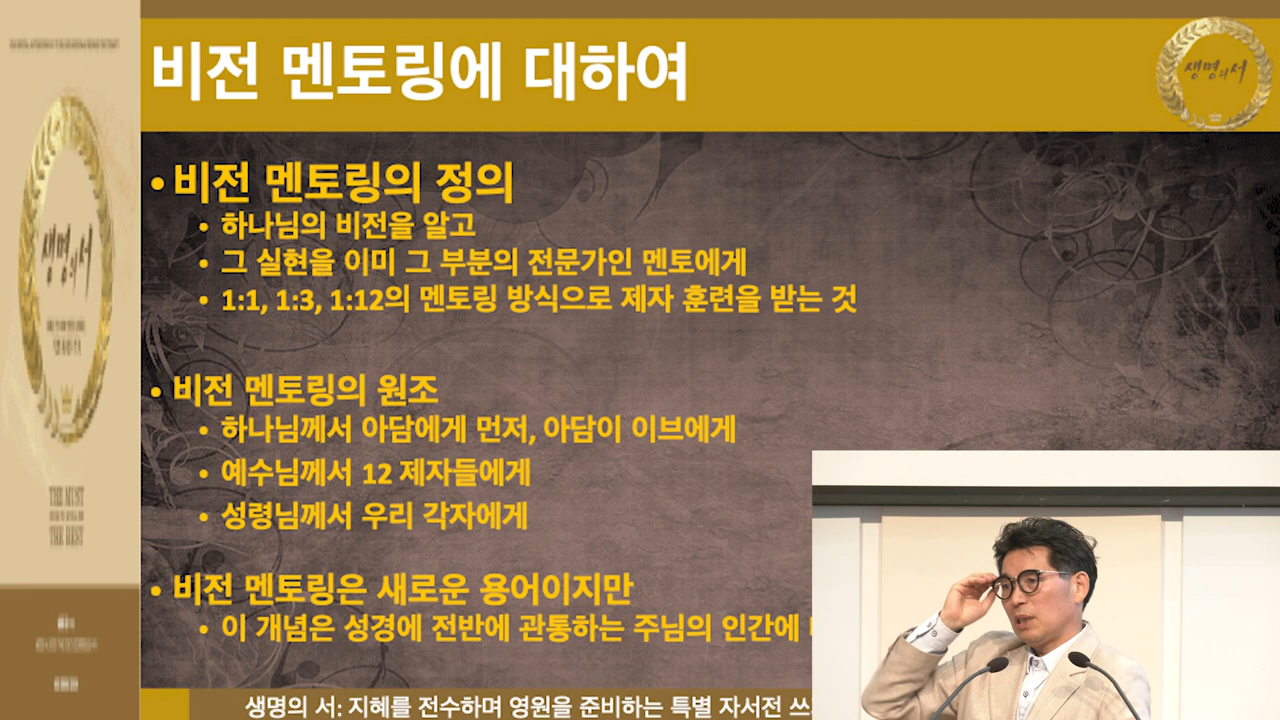 비전 멘토링에 대하여
생명의서
• 비전 멘토링의 정의
• 하나님의 비전을 알고
• 그 실현을 이미 그 부분의 전문가인 멘토에게
• 1:1, 1:3, 1:12의 멘토링 방식으로 제자 훈련을 받는 것
• 비전 멘토링의 원조
• 하나님께서 아담에게 먼저, 아담이 이브에게
• 예수님께서 12 제자들에게
• 성령님께서 우리 각자에게
• 비전 멘토링은 새로운 용어이지만
• 이 개념은 성경에 전반에 관통하는 주님의 인간에
생명의 서: 지혜를 전수하며 영원을 준비하는 특별 자서전 쓰
생명의서
THE MUST
THE BEST